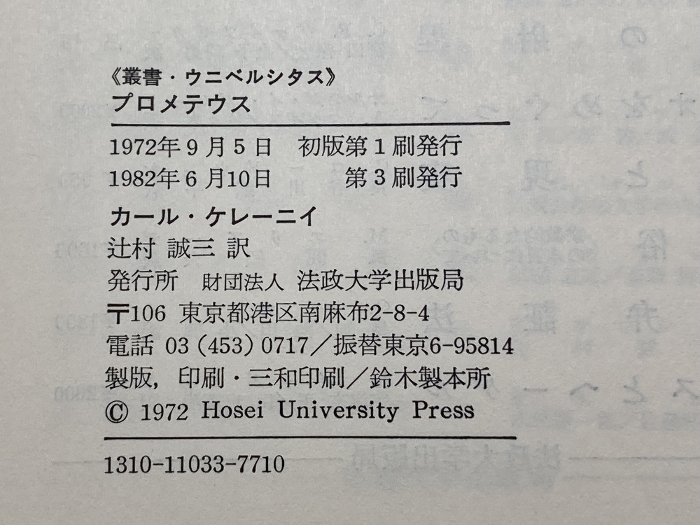 《叢書・ウニベルシタス》
プロメテウス
1972年9月5日 初版第1刷発行
1982年6月10日 第3刷発行
カール・ケレーニイ
辻村 誠三 訳
発行所 財団法人 法政大学出版局
〒106 東京都港区南麻布2-8-4
電話 03(453)0717／振替東京6-95814
製版，印刷・三和印刷／鈴木製本所
© 1972 Hosei University Press
1310-11033-7710